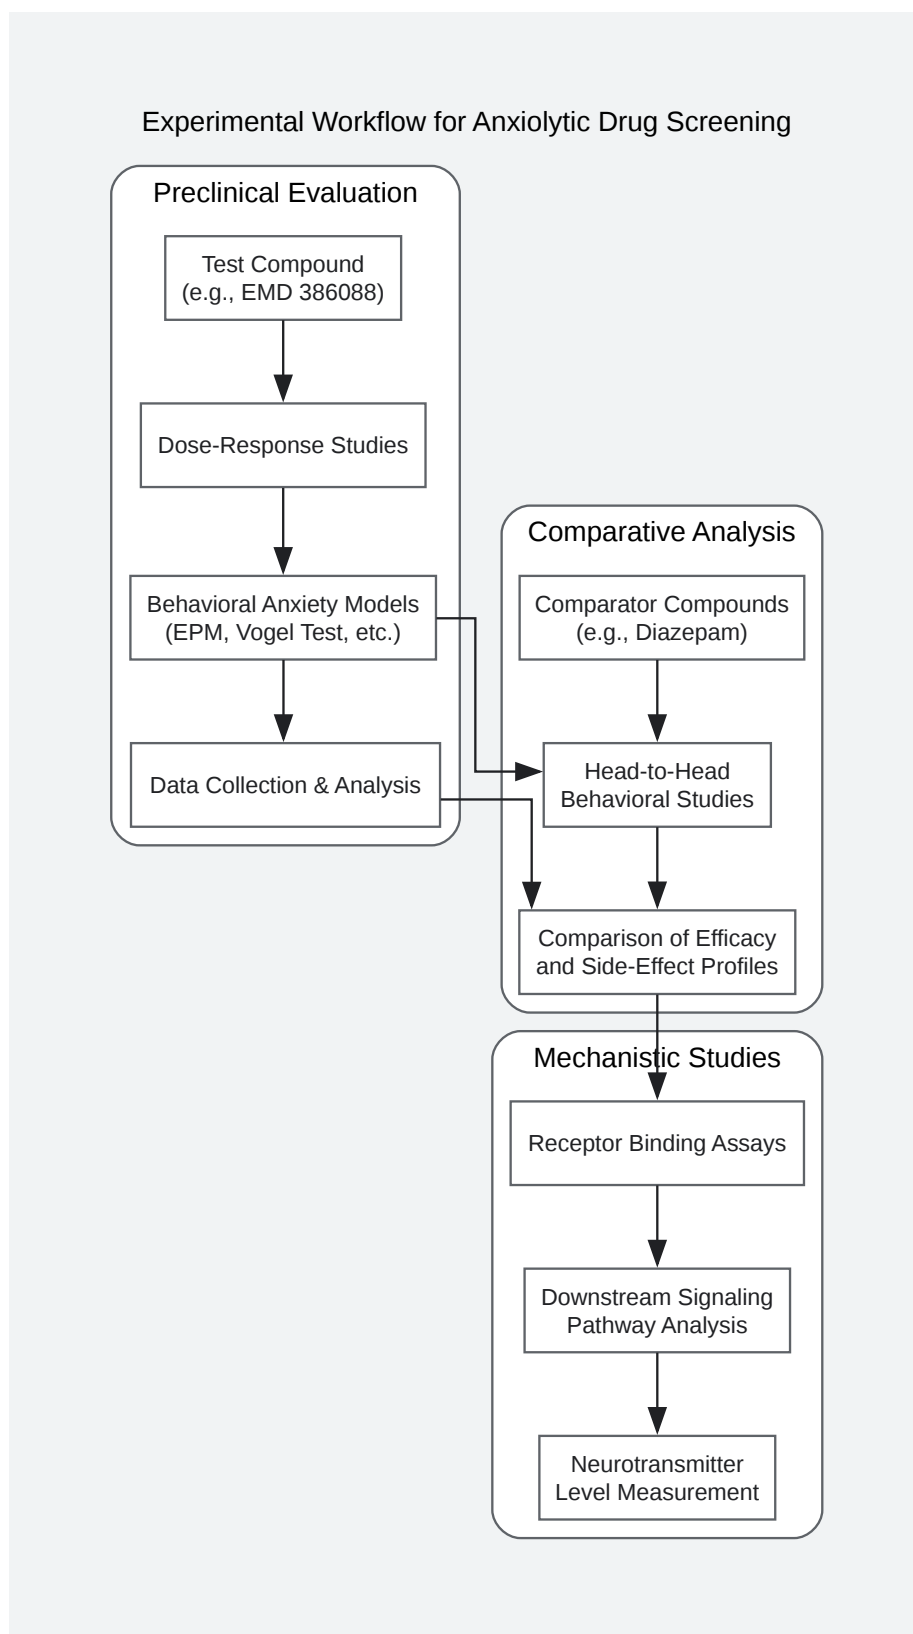 Experimental Workflow for Anxiolytic Drug Screening
Preclinical Evaluation
Test Compound
(e.g., EMD 386088)
Dose-Response Studies
Behavioral Anxiety Models
(EPM, Vogel Test, etc.)
Data Collection & Analysis
Comparative Analysis
Comparator Compounds
(e.g., Diazepam)
Head-to-Head
Behavioral Studies
Comparison of Efficacy
and Side-Effect Profiles
Mechanistic Studies
Receptor Binding Assays
Downstream Signaling
Pathway Analysis
Neurotransmitter
Level Measurement